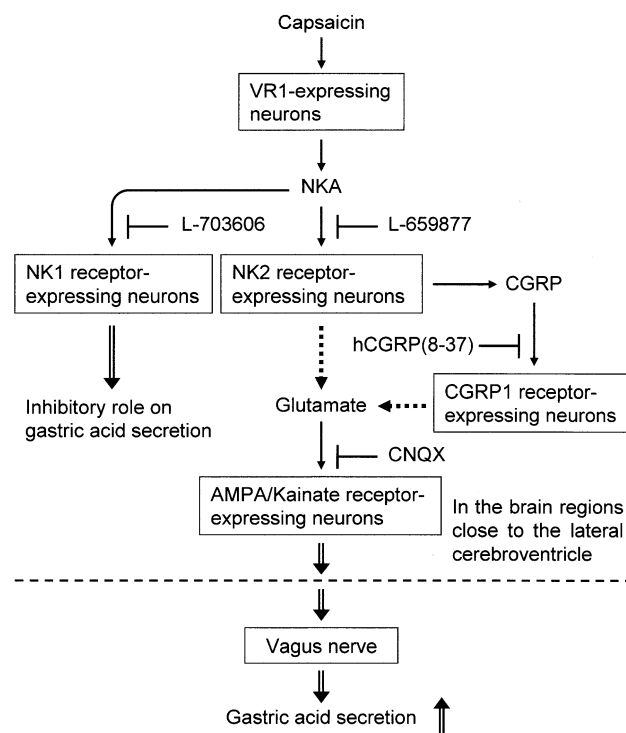 Capsaicin
VR1-expressing
neurons
NKA
L-703606
L-659877
NK1 receptor-
expressing neurons
NK2 receptor-
expressing neurons
CGRP
hCGRP(8-37)
Inhibitory role on
gastric acid secretion
Glutamate
CGRP1 receptor-
expressing neurons
CNQX
AMPA/Kainate receptor-
expressing neurons
In the brain regions
close to the lateral
cerebroventricle
Vagus nerve
Gastric acid secretion